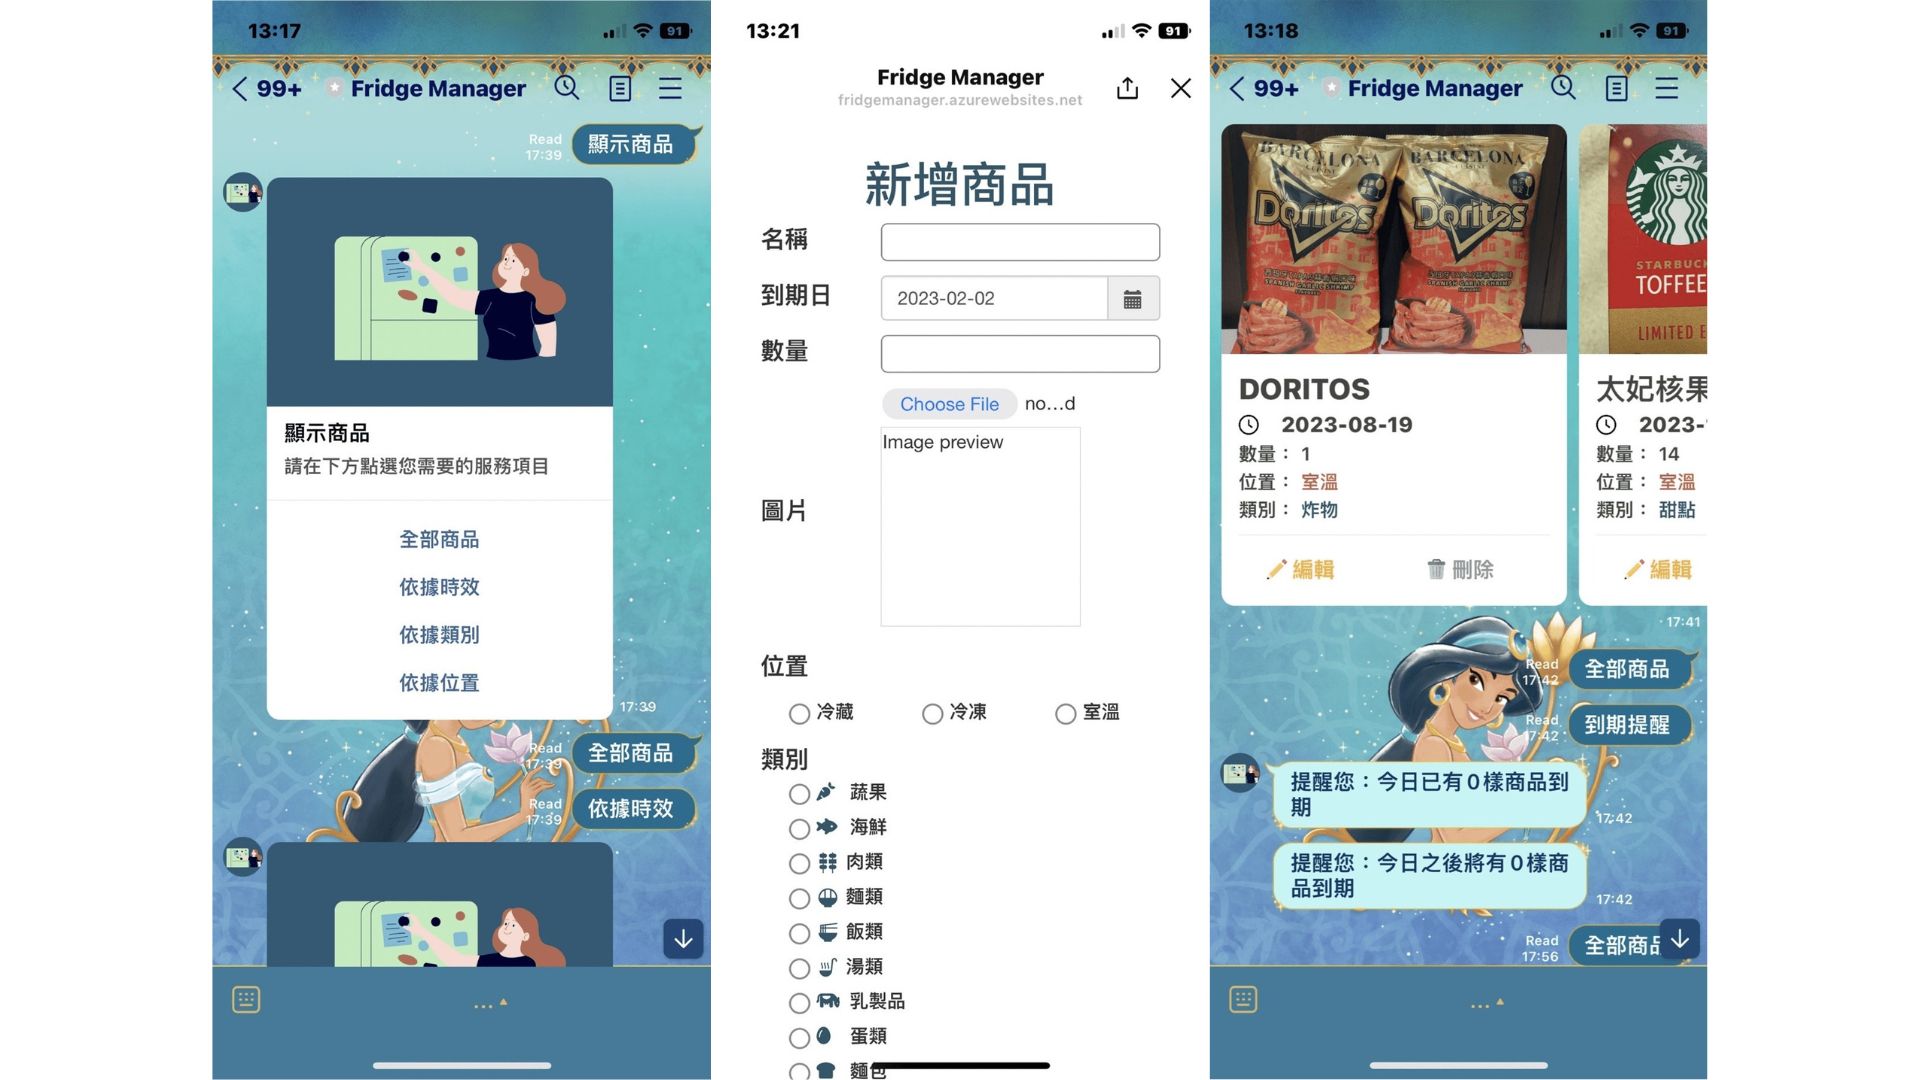 13:17
91
99+
Fridge Manager
Read
17:39
顯示商品
顯示商品
請在下方點選您需要的服務項目
全部商品
依據時效
依據類別
依據位置
17:39
Read
17:39
全部商品
Read
17:39
依據時效
13:21
91
Fridge Manager
fridgemanager.azurewebsites.net
新增商品
名稱
到期日
2023-02-02
數量
Choose File no...d
Image preview
圖片
位置
冷藏 冷凍 室溫
類別
蔬果
海鮮
肉類
麵類
飯類
湯類
乳製品
蛋類
麵包
13:18
91
99+
Fridge Manager
BARCELONA
Doritos
SPANISH GARLIC SHRIMP
BARCELONA
Doritos
SPANISH GARLIC SHRIMP
STARBUCK
TOFFEE
LIMITED E
DORITOS
2023-08-19
數量： 1
位置： 室溫
類別： 炸物
編輯 刪除
太妃核果
2023-
數量： 14
位置： 室溫
類別： 甜點
編輯
17:41
Read
17:42
全部商品
Read
17:42
到期提醒
提醒您：今日已有0樣商品到
期
17:42
提醒您：今日之後將有0樣商
品到期
17:42
Read
17:56
全部商品